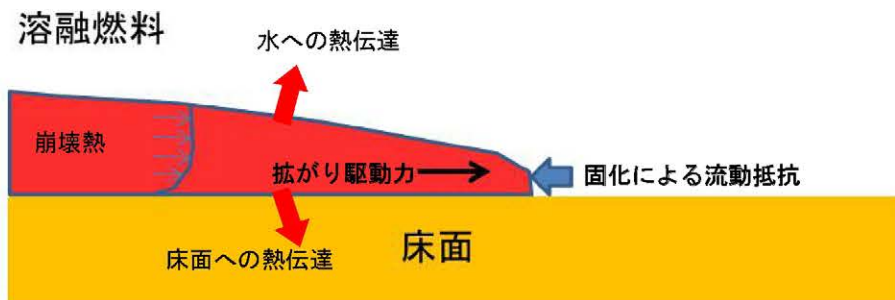 溶融燃料
水への熱伝達
崩壊熱
拡がり駆動力
固化による流動抵抗
床面への熱伝達
床面